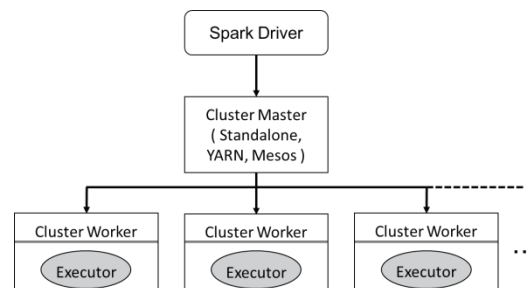 Spark Driver
Cluster Master
( Standalone,
YARN, Mesos )
Cluster Worker
Cluster Worker
Cluster Worker
Executor
Executor
Executor
..